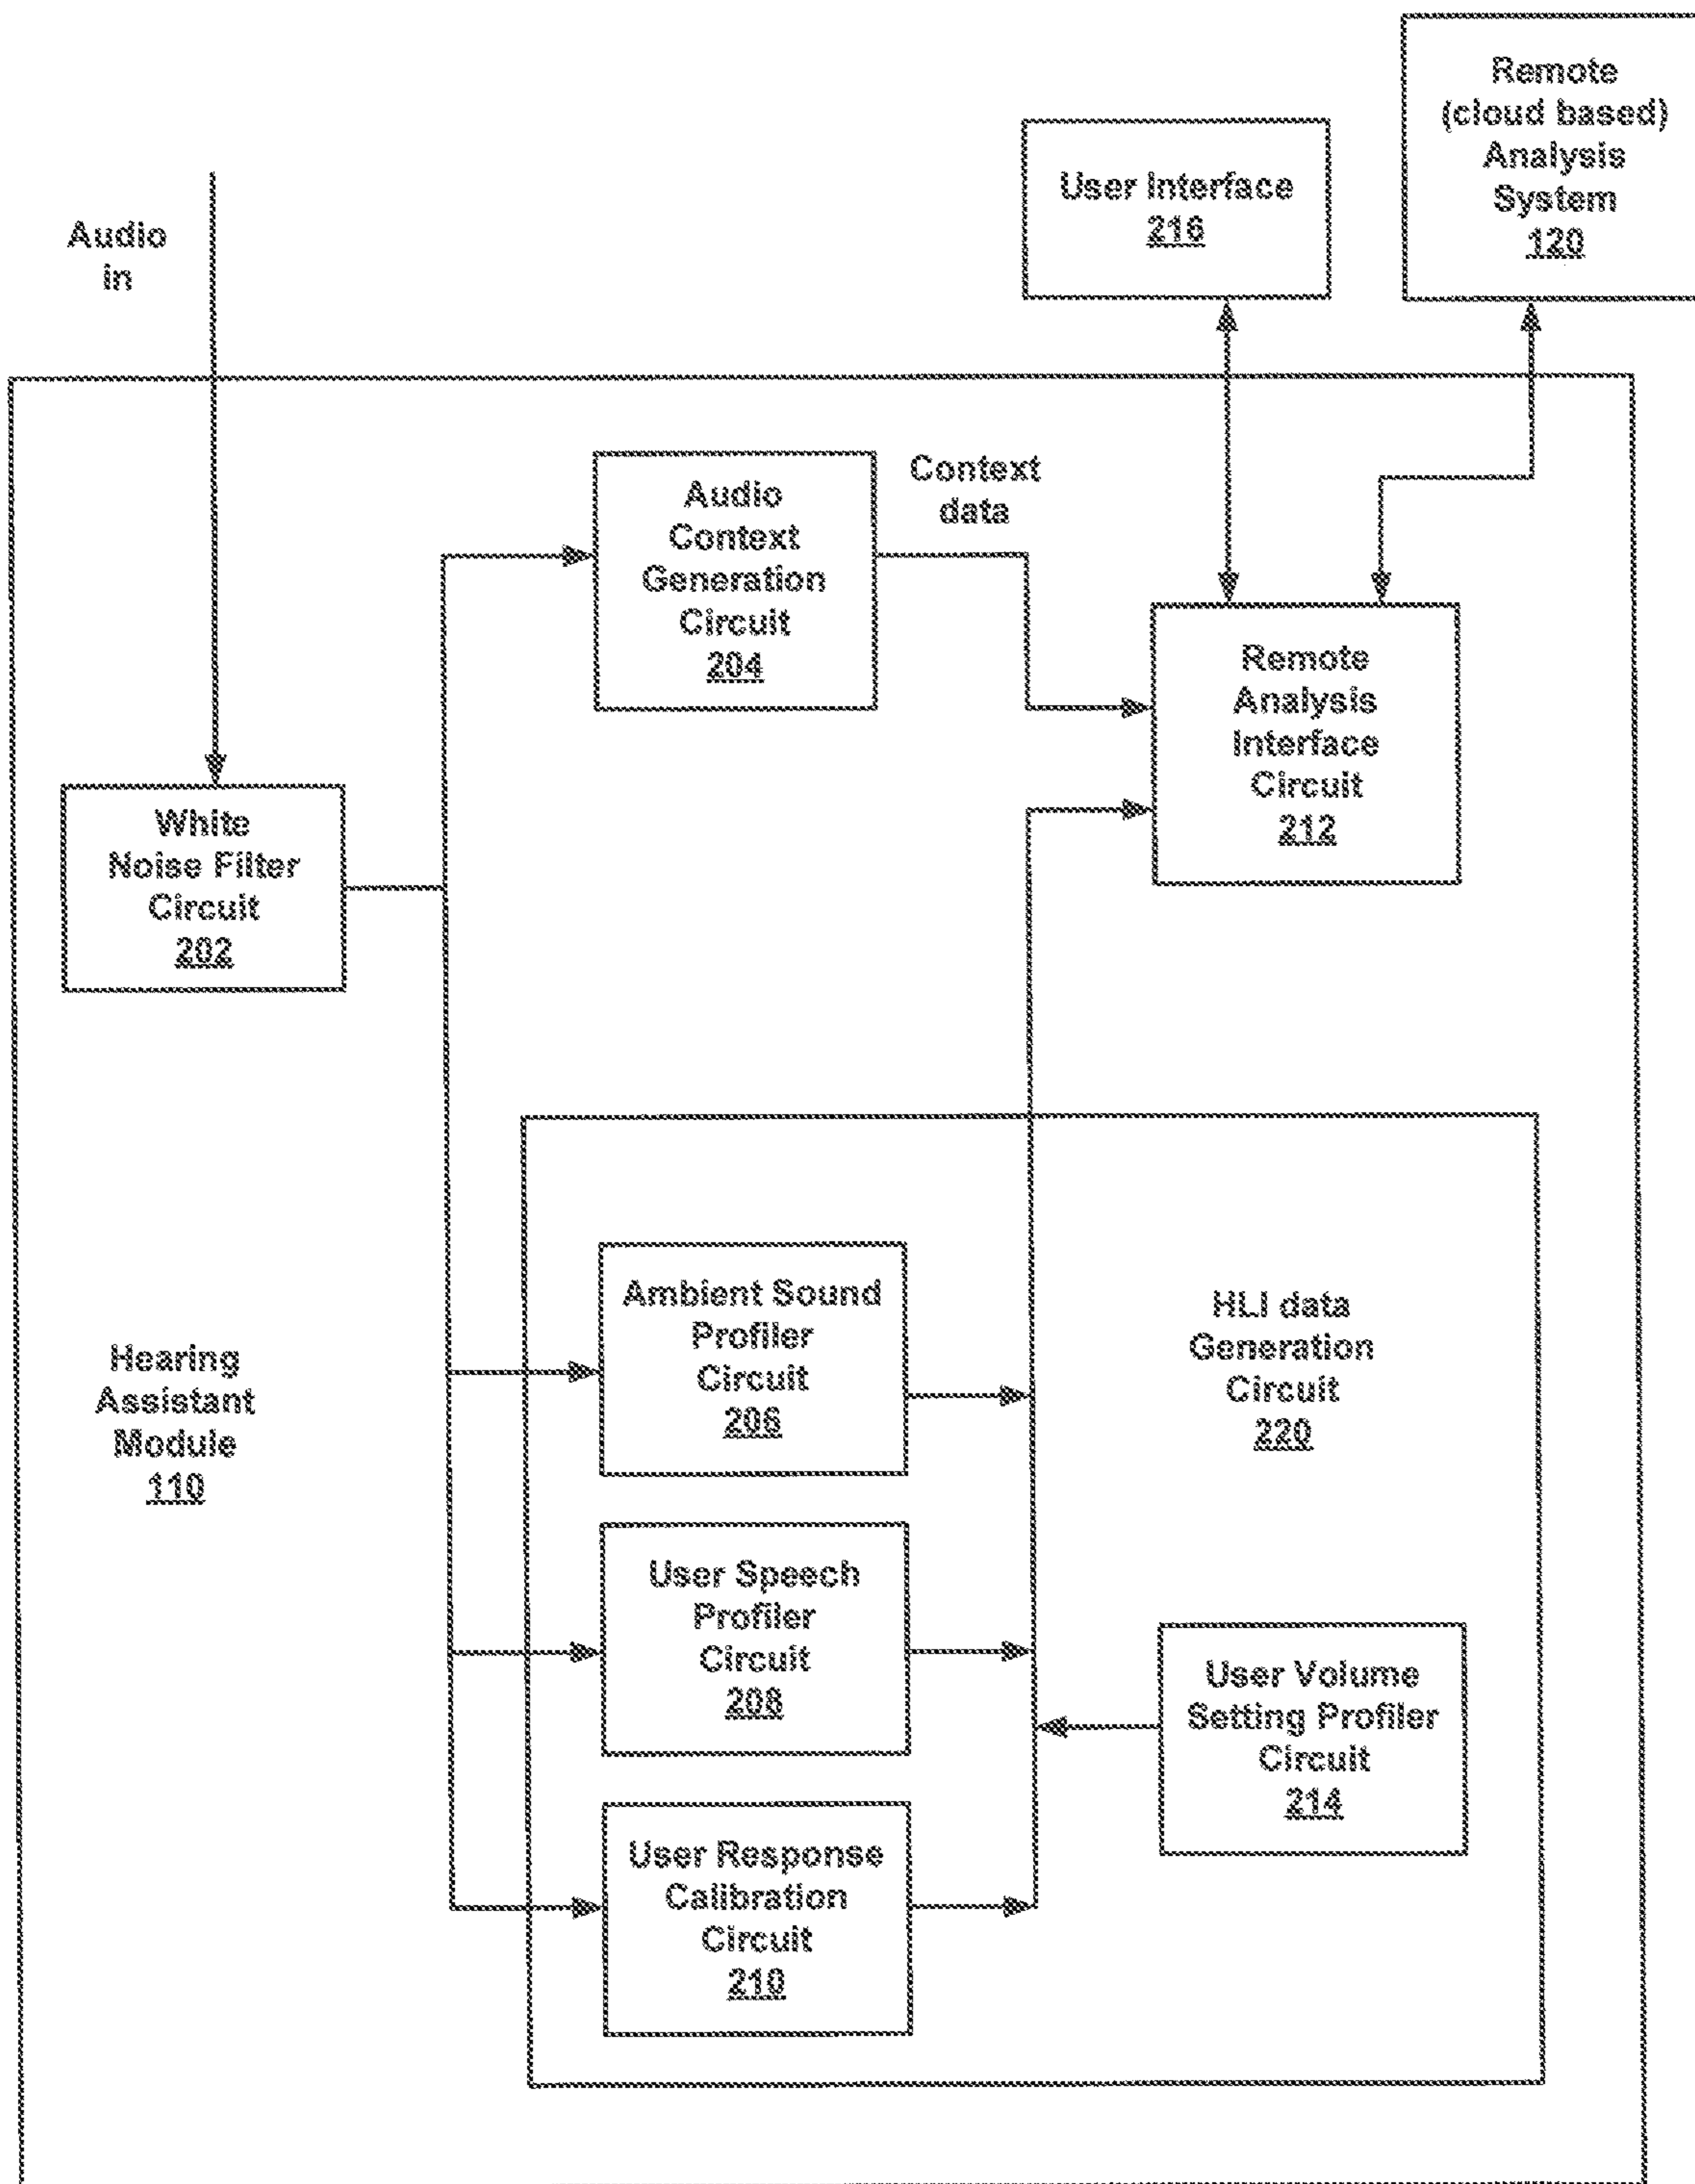 Remote
(cloud based)
Analysis
System
120
User Interface
216
Audio
in
Audio
Context
Generation
Circuit
204
Context
data
Remote
Analysis
Interface
Circuit
212
White
Noise Filter
Circuit
202
Hearing
Assistant
Module
110
Ambient Sound
Profiler
Circuit
206
HLI data
Generation
Circuit
220
User Speech
Profiler
Circuit
208
User Volume
Setting Profiler
Circuit
214
User Response
Calibration
Circuit
210